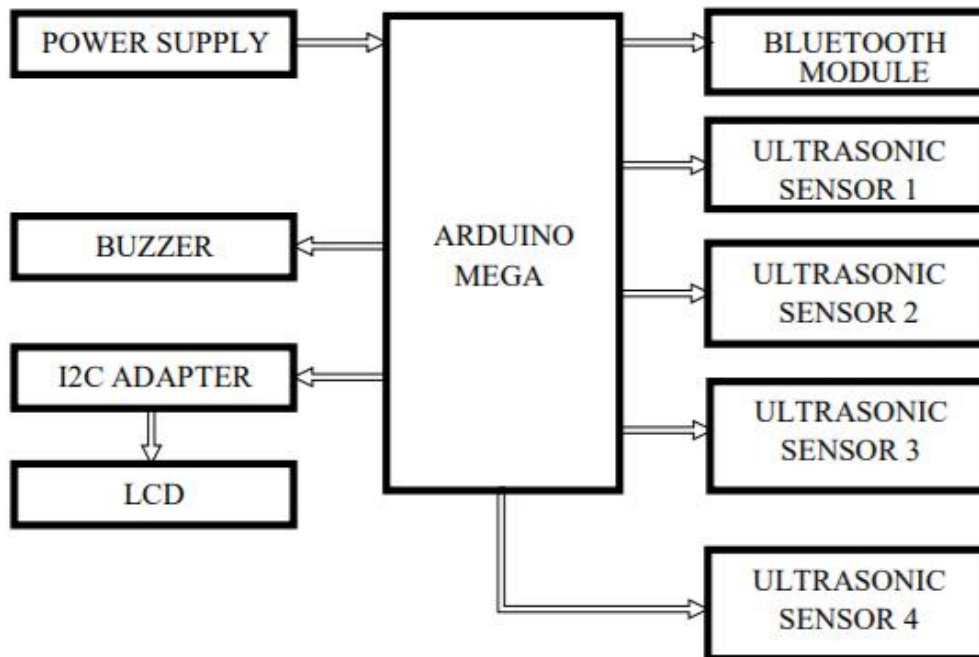 POWER SUPPLY
BUZZER
I2C ADAPTER
LCD
ARDUINO
MEGA
BLUETOOTH
MODULE
ULTRASONIC
SENSOR 1
ULTRASONIC
SENSOR 2
ULTRASONIC
SENSOR 3
ULTRASONIC
SENSOR 4